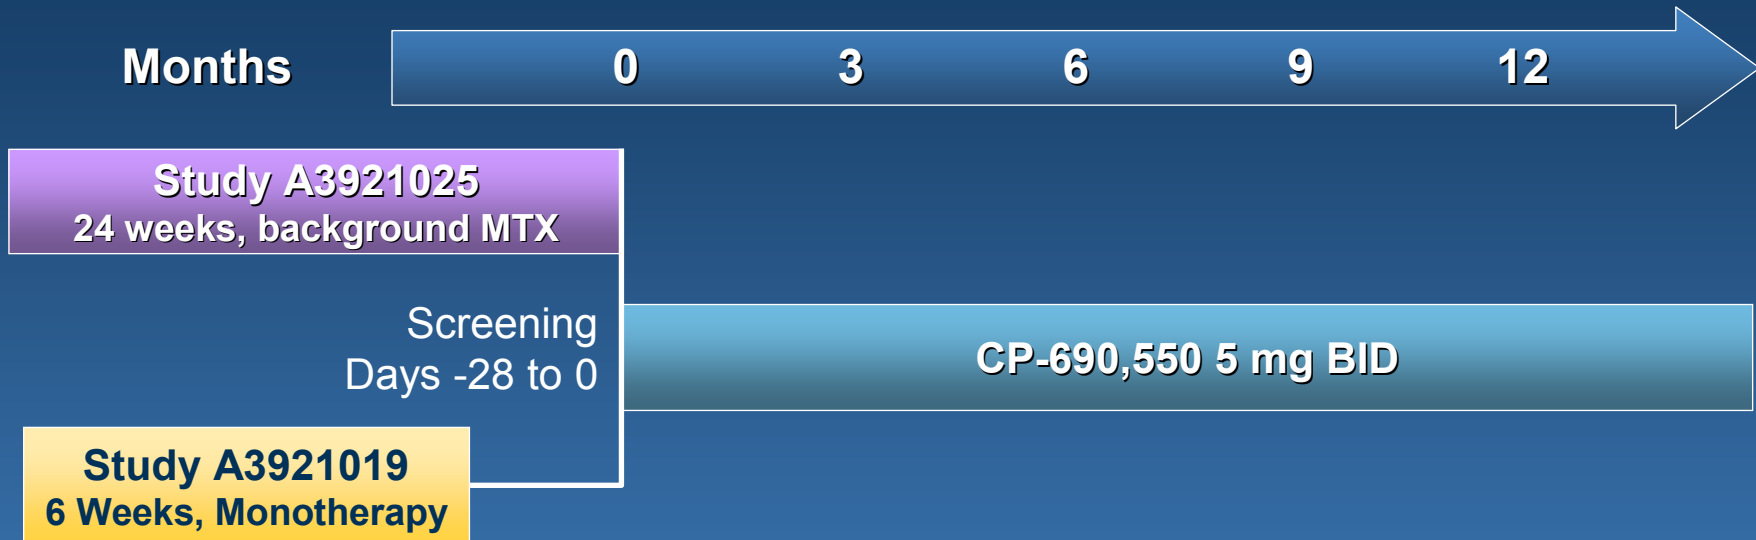 Months 0 3 6 9 12
Study A3921025
24 weeks, background MTX
Screening
Days -28 to 0
CP-690,550 5 mg BID
Study A3921019
6 Weeks, Monotherapy